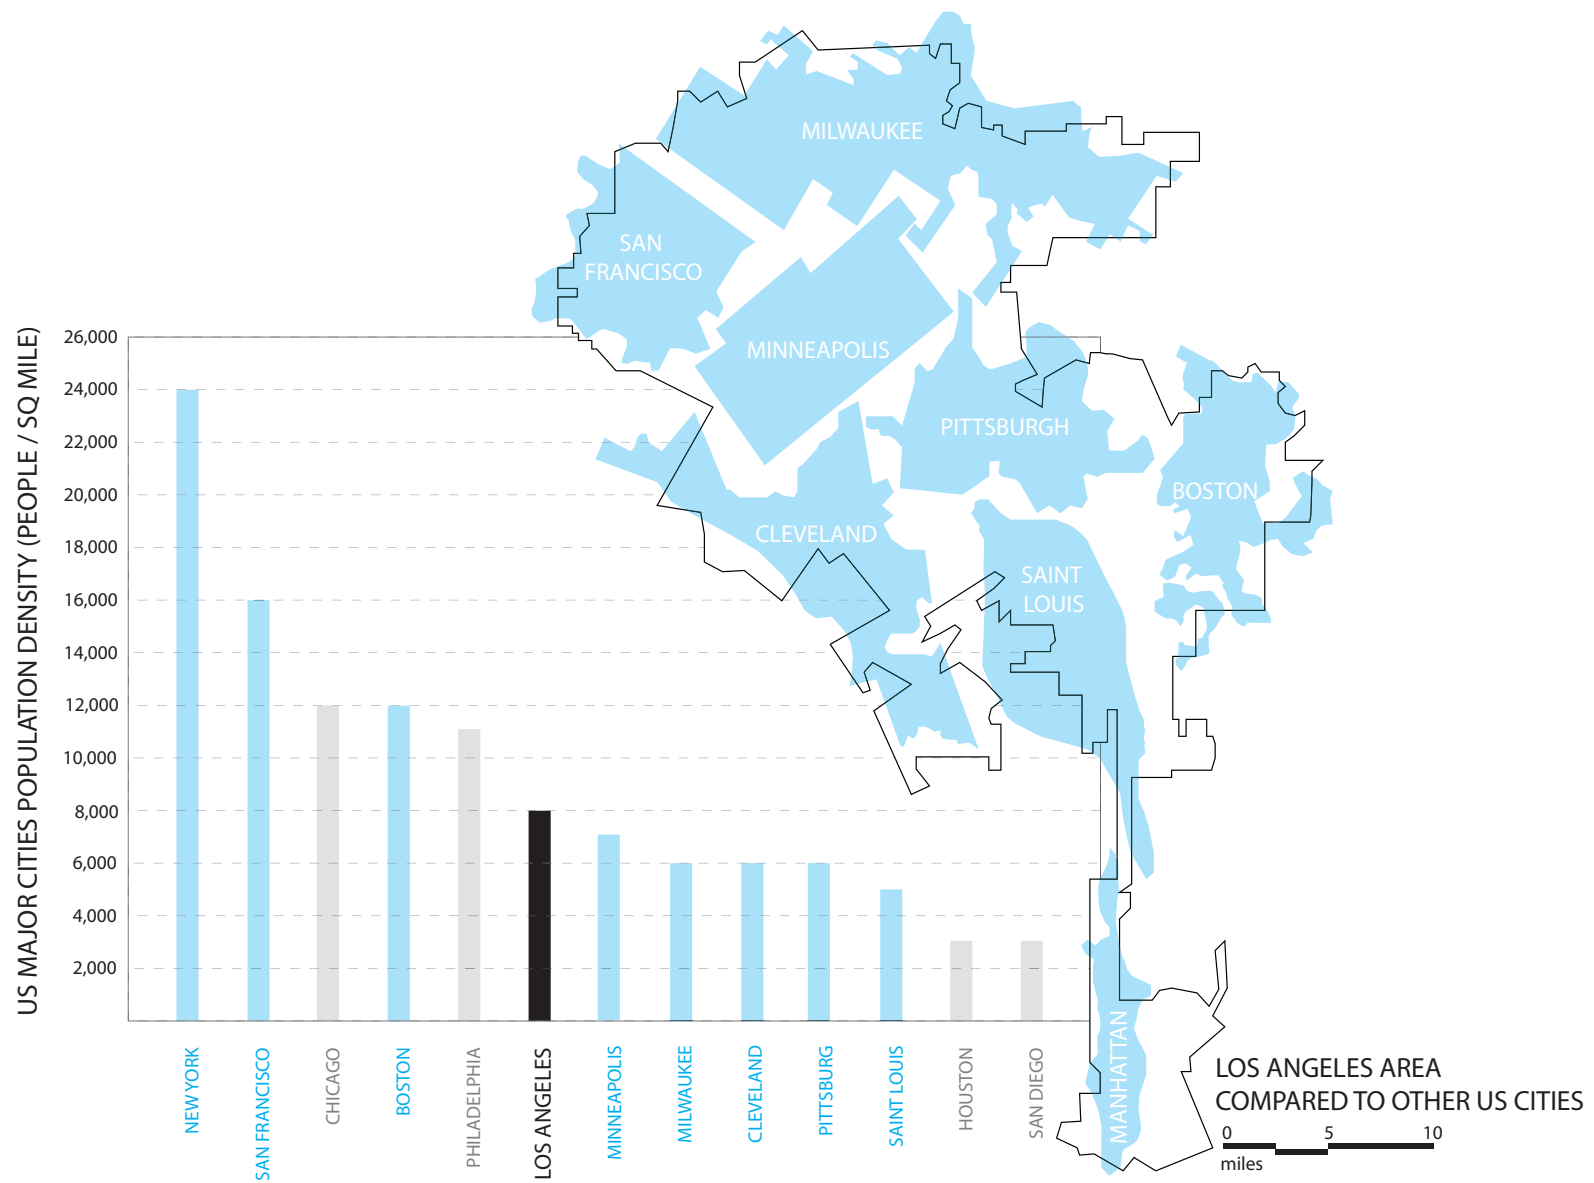 MILWAUKEE
SAN
FRANCISCO
MINNEAPOLIS
PITTSBURGH
BOSTON
CLEVELAND
SAINT
LOUIS
MANHATTAN
US MAJOR CITIES POPULATION DENSITY (PEOPLE / SQ MILE)
26,000
24,000
22,000
20,000
18,000
16,000
14,000
12,000
10,000
8,000
6,000
4,000
2,000
NEW YORK
SAN FRANCISCO
CHICAGO
BOSTON
PHILADELPHIA
LOS ANGELES
MINNEAPOLIS
MILWAUKEE
CLEVELAND
PITTSBURG
SAINT LOUIS
HOUSTON
SAN DIEGO
LOS ANGELES AREA
COMPARED TO OTHER US CITIES
0 5 10
miles